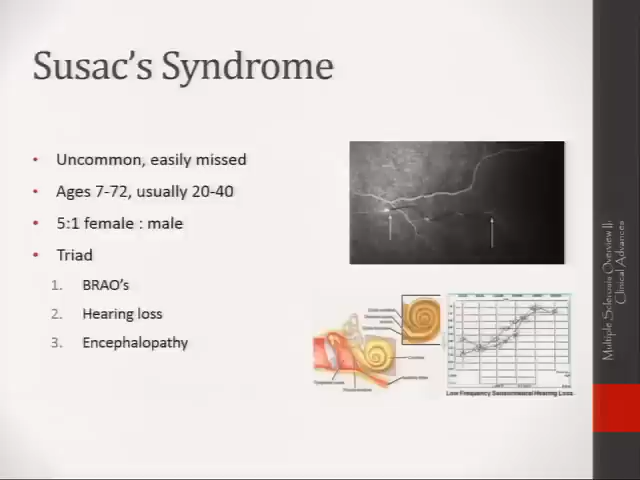 Susac's Syndrome
• Uncommon, easily missed
• Ages 7-72, usually 20-40
• 5:1 female : male
• Triad
1. BRAO's
2. Hearing loss
3. Encephalopathy
Low Frequency Sensorineural Hearing Loss
Multiple Sclerosis Overview II:
Clinical Advances